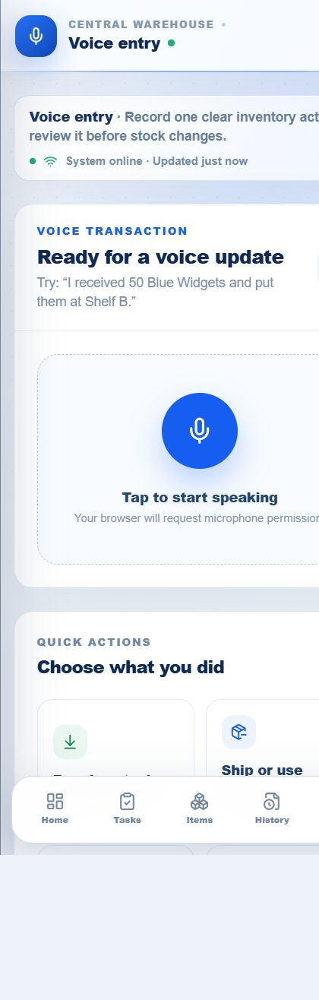 CENTRAL WAREHOUSE
Voice entry
Voice entry · Record one clear inventory
review it before stock changes.
System online · Updated just now
VOICE TRANSACTION
Ready for a voice update
Try: “I received 50 Blue Widgets and put
them at Shelf B.”
Tap to start speaking
Your browser will request microphone permission
QUICK ACTIONS
Choose what you did
Ship or use
Home
Tasks
Items
History